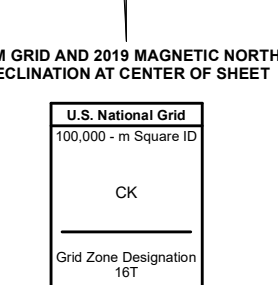 M GRID AND 2019 MAGNETIC NORTH
ECLINATION AT CENTER OF SHEET
U.S. National Grid
100,000 - m Square ID
CK
Grid Zone Designation
16T